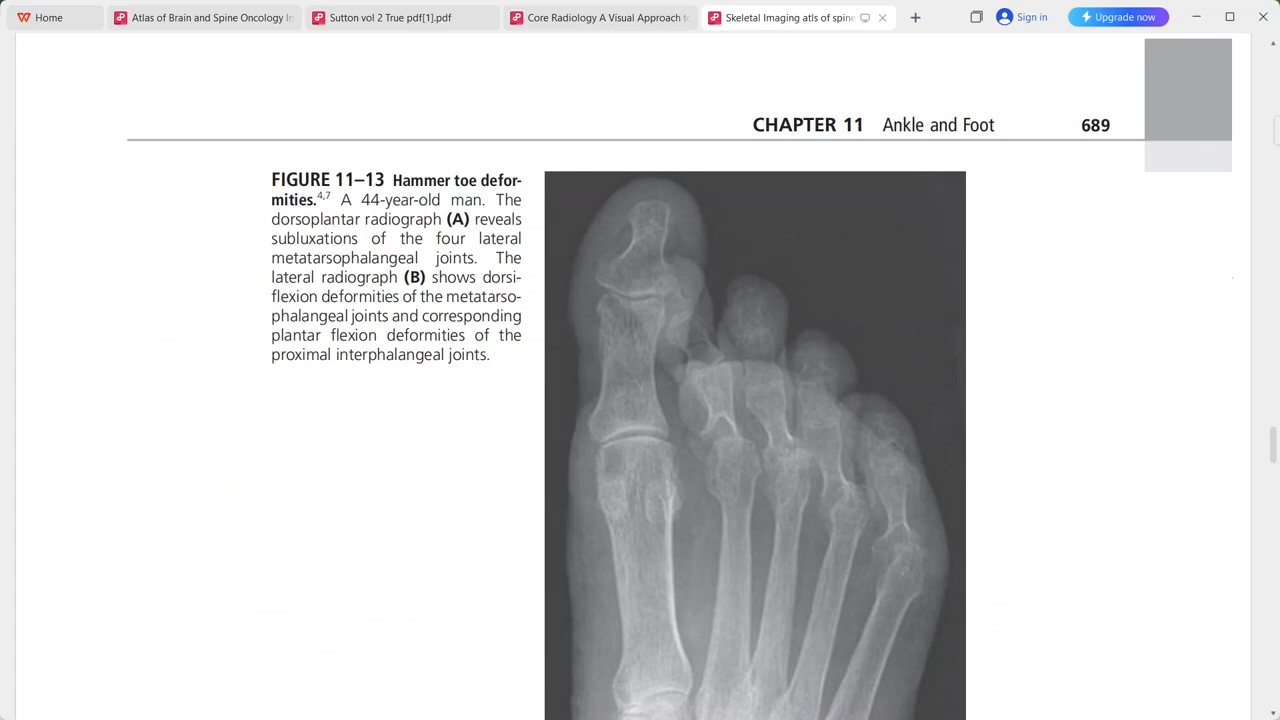 Home
Atlas of Brain and Spine Oncology I
Sutton vol 2 True pdf[1].pdf
Core Radiology A Visual Approach to
Skeletal Imaging atls of spine
Sign in
Upgrade now
CHAPTER 11 Ankle and Foot 689
FIGURE 11–13 Hammer toe defor-
mities.4,7 A 44-year-old man. The
dorsoplantar radiograph (A) reveals
subluxations of the four lateral
metatarsophalangeal joints. The
lateral radiograph (B) shows dorsi-
flexion deformities of the metatarso-
phalangeal joints and corresponding
plantar flexion deformities of the
proximal interphalangeal joints.